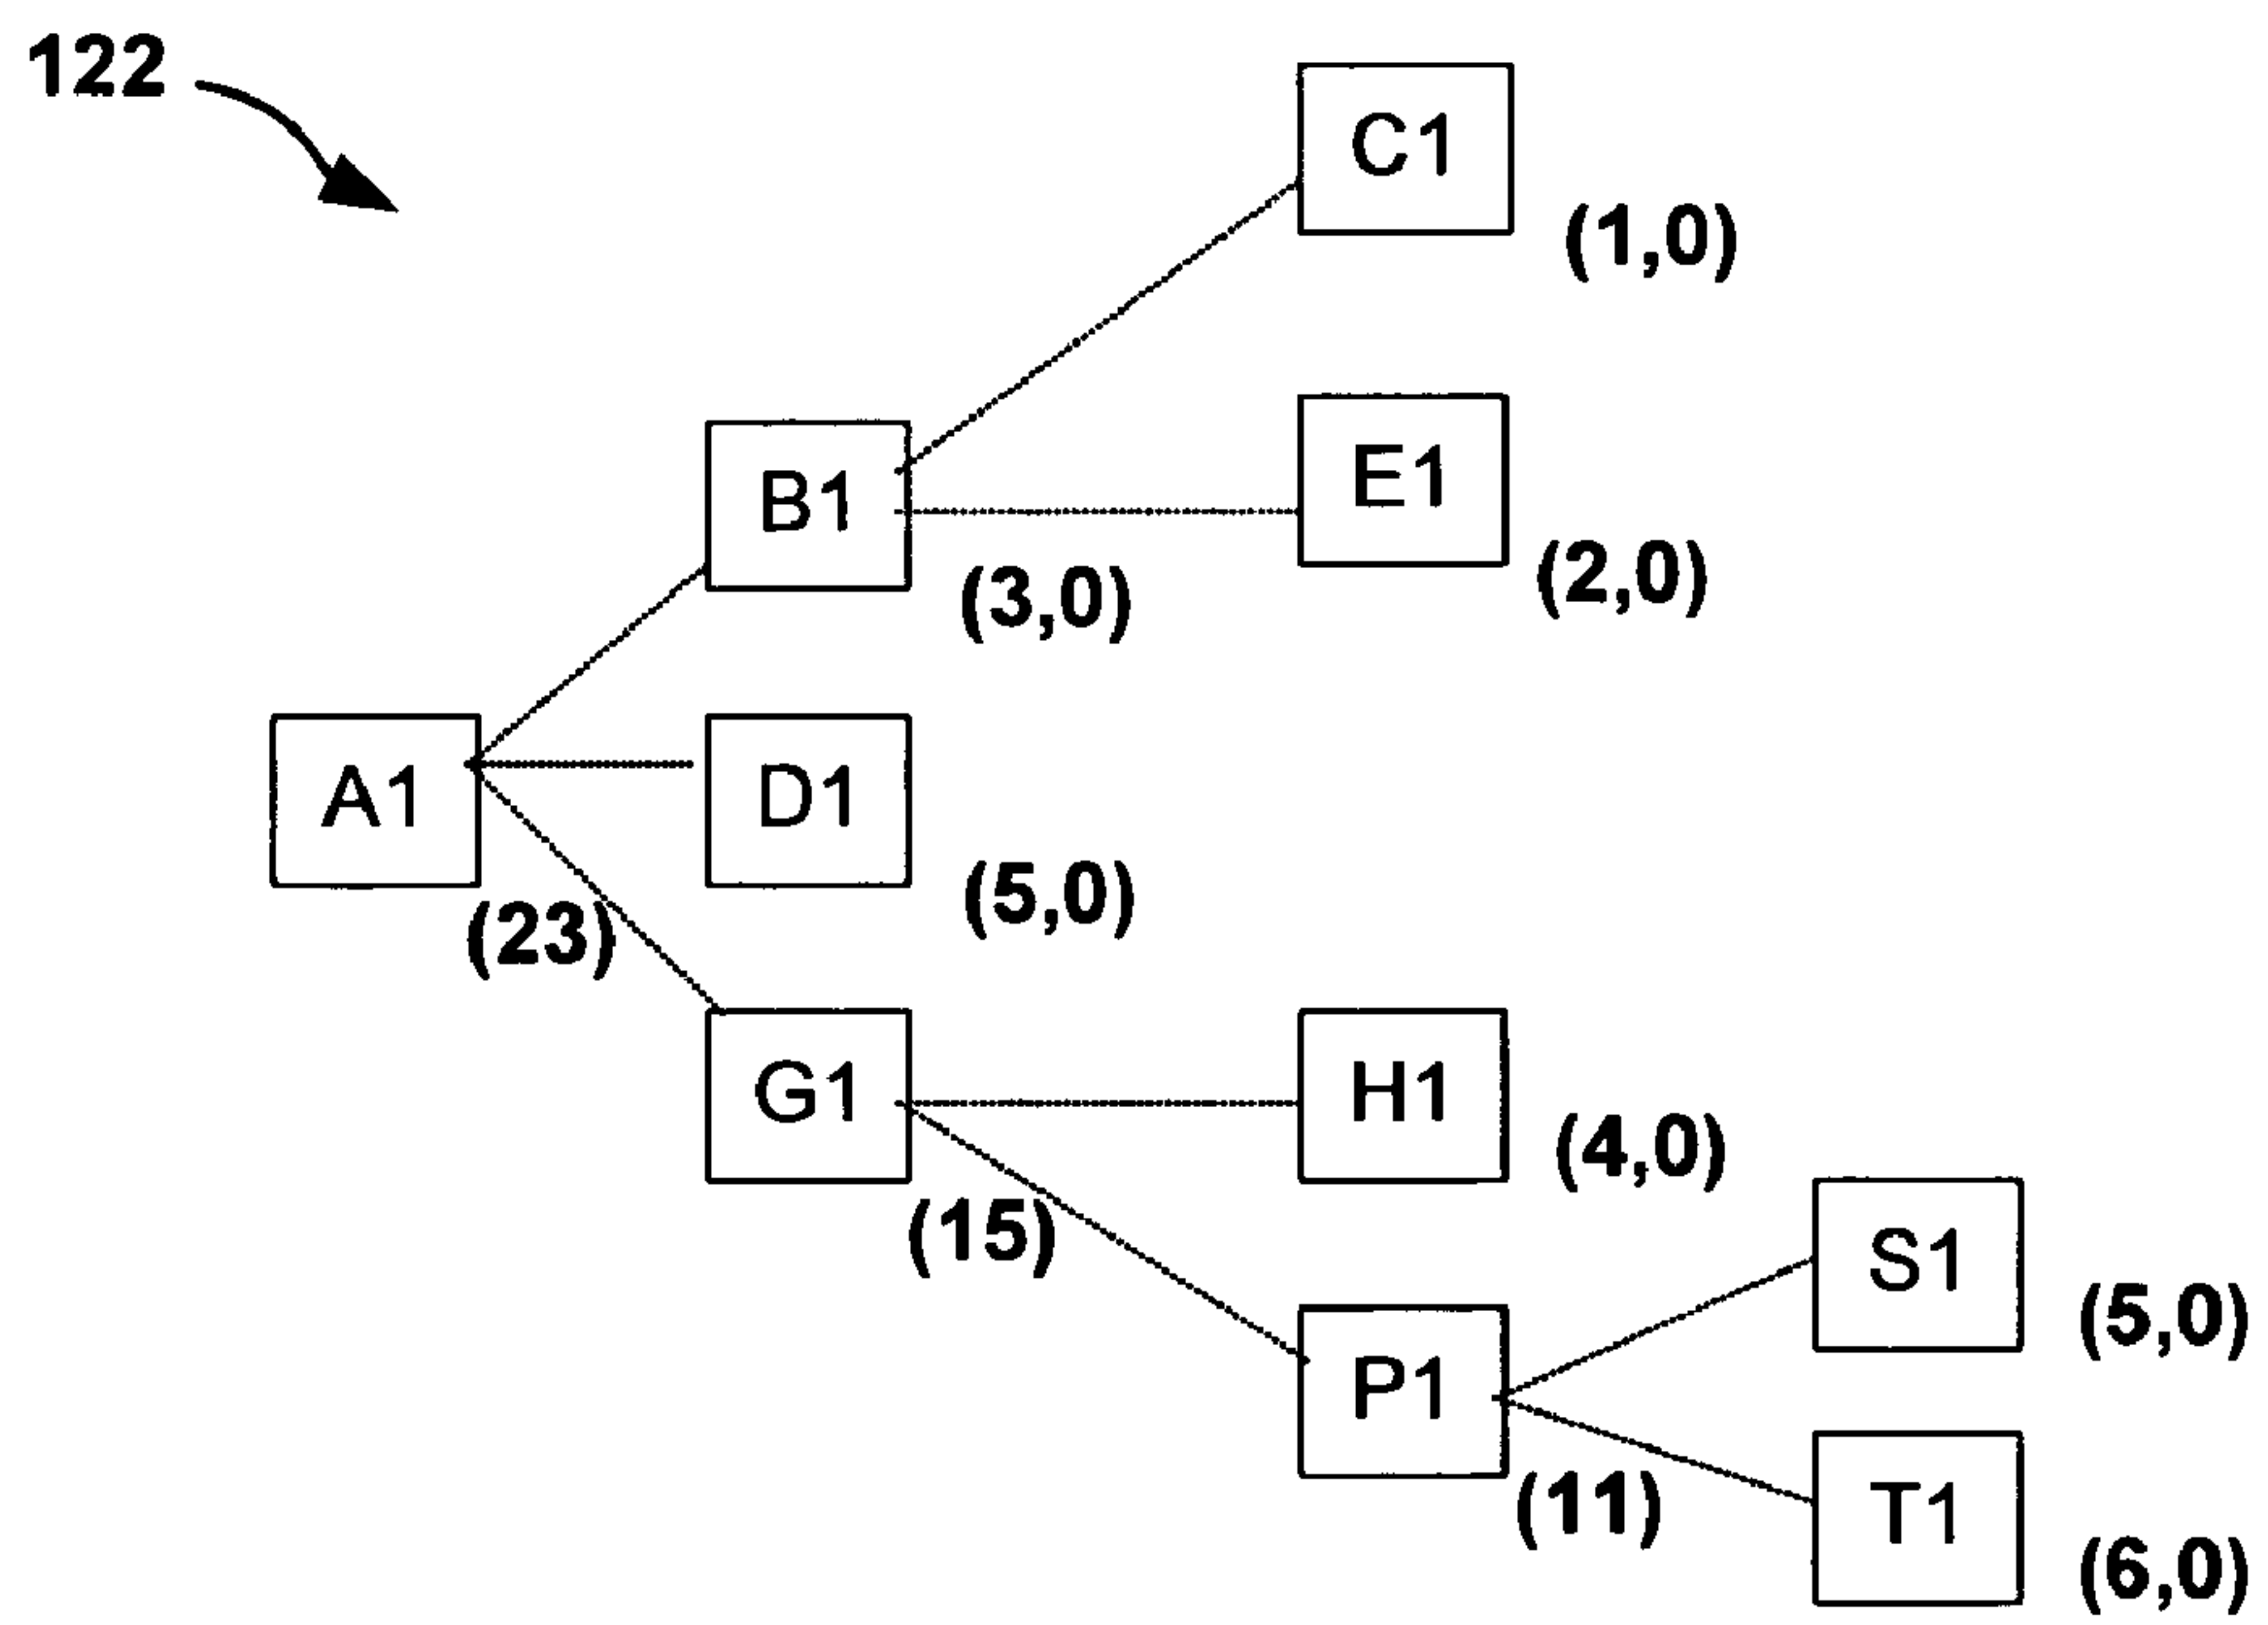 122
C1
(1,0)
E1
(2,0)
B1
(3,0)
A1
(23)
D1
(5,0)
G1
(15)
H1
(4,0)
P1
(11)
S1
(5,0)
T1
(6,0)